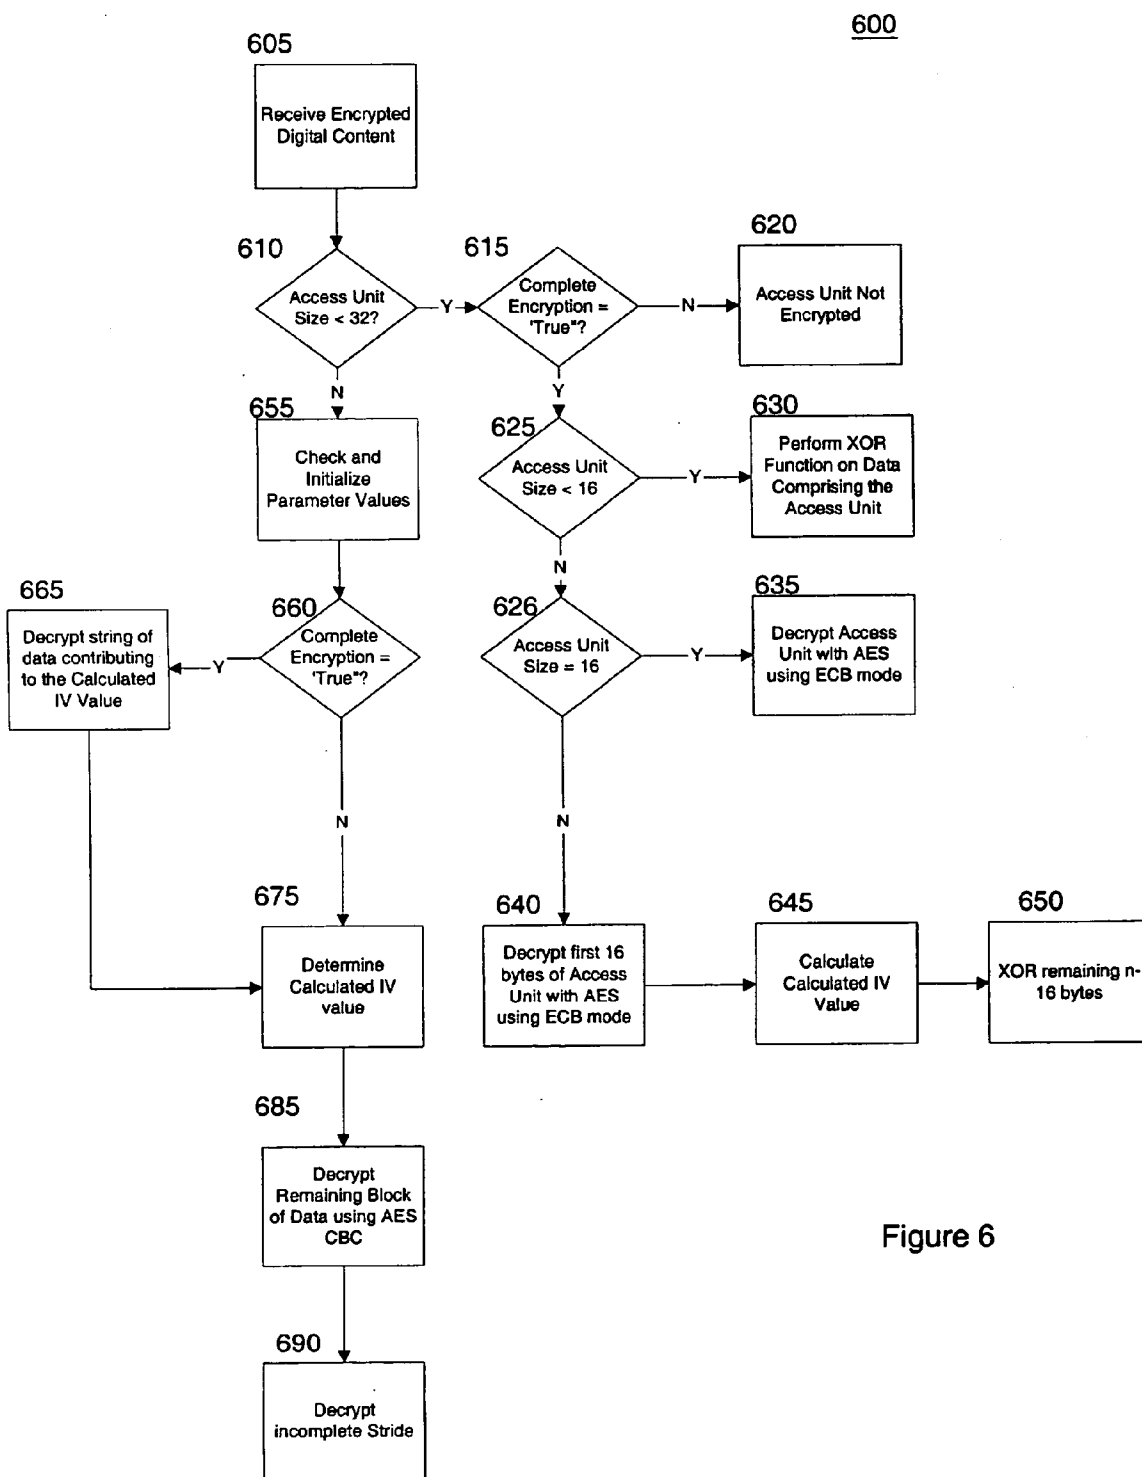 600
605
Receive Encrypted
Digital Content
610
Access Unit
Size < 32?
Y
615
Complete
Encryption =
'True"?
N
620
Access Unit Not
Encrypted
N
Y
655
Check and
Initialize
Parameter Values
625
Access Unit
Size < 16
Y
630
Perform XOR
Function on Data
Comprising the
Access Unit
N
665
Decrypt string of
data contributing
to the Calculated
IV Value
Y
660
Complete
Encryption =
'True"?
626
Access Unit
Size = 16
Y
635
Decrypt Access
Unit with AES
using ECB mode
N
N
675
Determine
Calculated IV
value
640
Decrypt first 16
bytes of Access
Unit with AES
using ECB mode
645
Calculate
Calculated IV
Value
650
XOR remaining n-
16 bytes
685
Decrypt
Remaining Block
of Data using AES
CBC
Figure 6
690
Decrypt
incomplete Stride